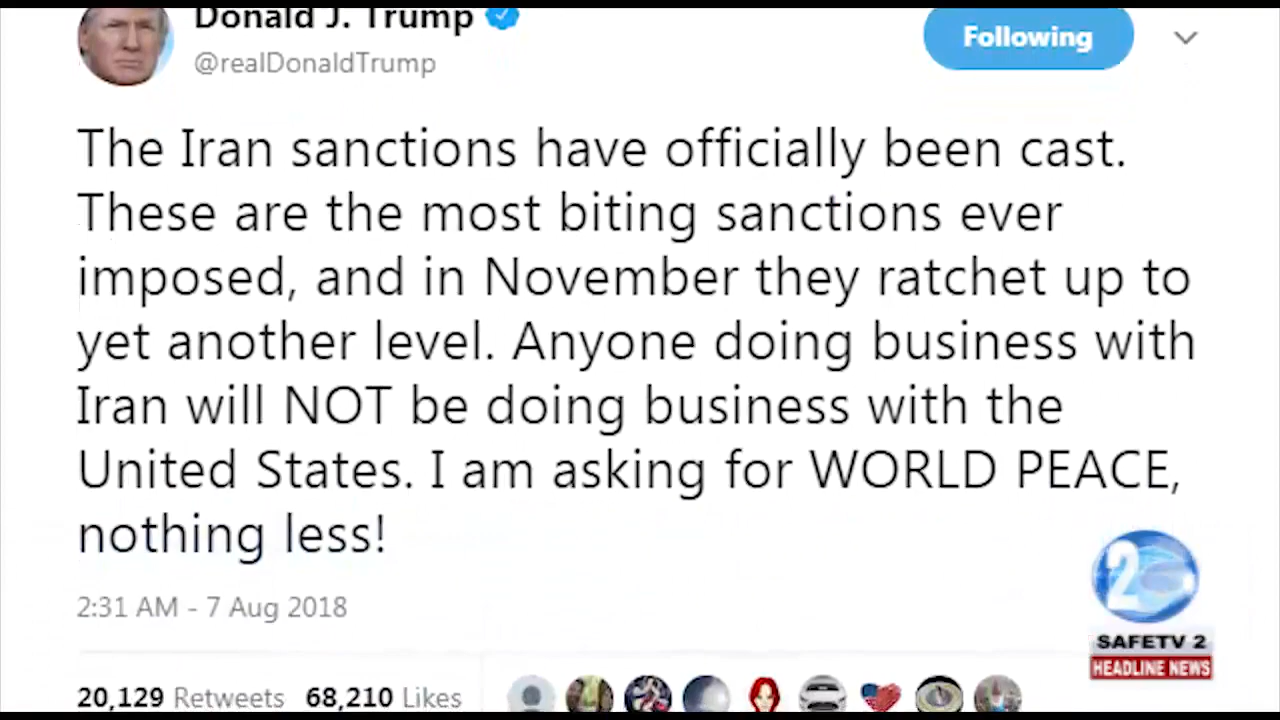 Donald J. Trump
@realDonaldTrump
Following
The Iran sanctions have officially been cast.
These are the most biting sanctions ever
imposed, and in November they ratchet up to
yet another level. Anyone doing business with
Iran will NOT be doing business with the
United States. I am asking for WORLD PEACE,
nothing less!
2:31 AM - 7 Aug 2018
20,129 Retweets 68,210 Likes
2
SAFETV 2
HEADLINE NEWS